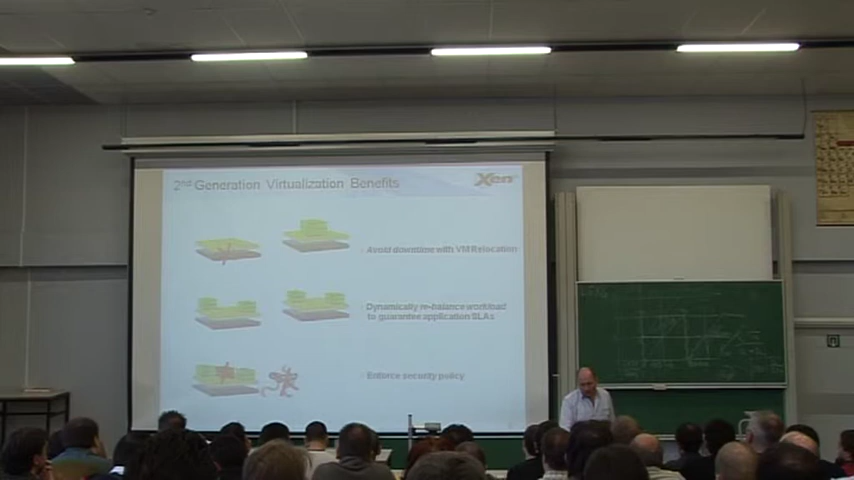 2nd Generation Virtualization Benefits
Xen
Avoid downtime with VM Relocation
Dynamically re-balance workload
to guarantee application SLAs
Enforce security policy